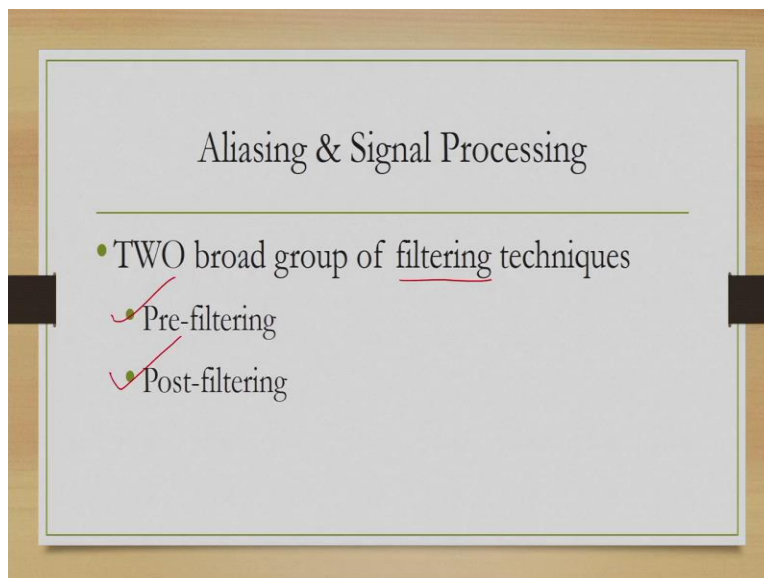 Aliasing & Signal Processing
TWO broad group of filtering techniques
Pre-filtering
Post-filtering